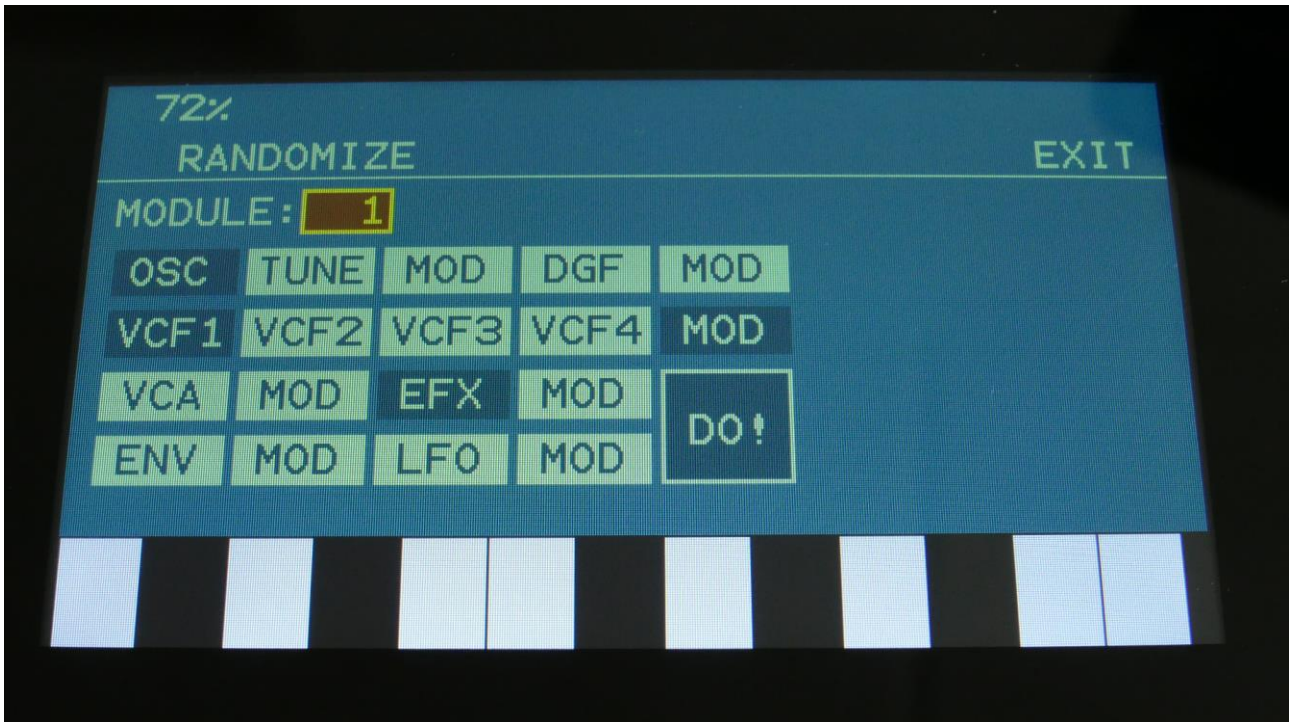 72%
RANDOMIZE EXIT
MODULE: 1
OSC TUNE MOD DGF MOD
VCF1 VCF2 VCF3 VCF4 MOD
VCA MOD EFX MOD
DO!
ENV MOD LFO MOD